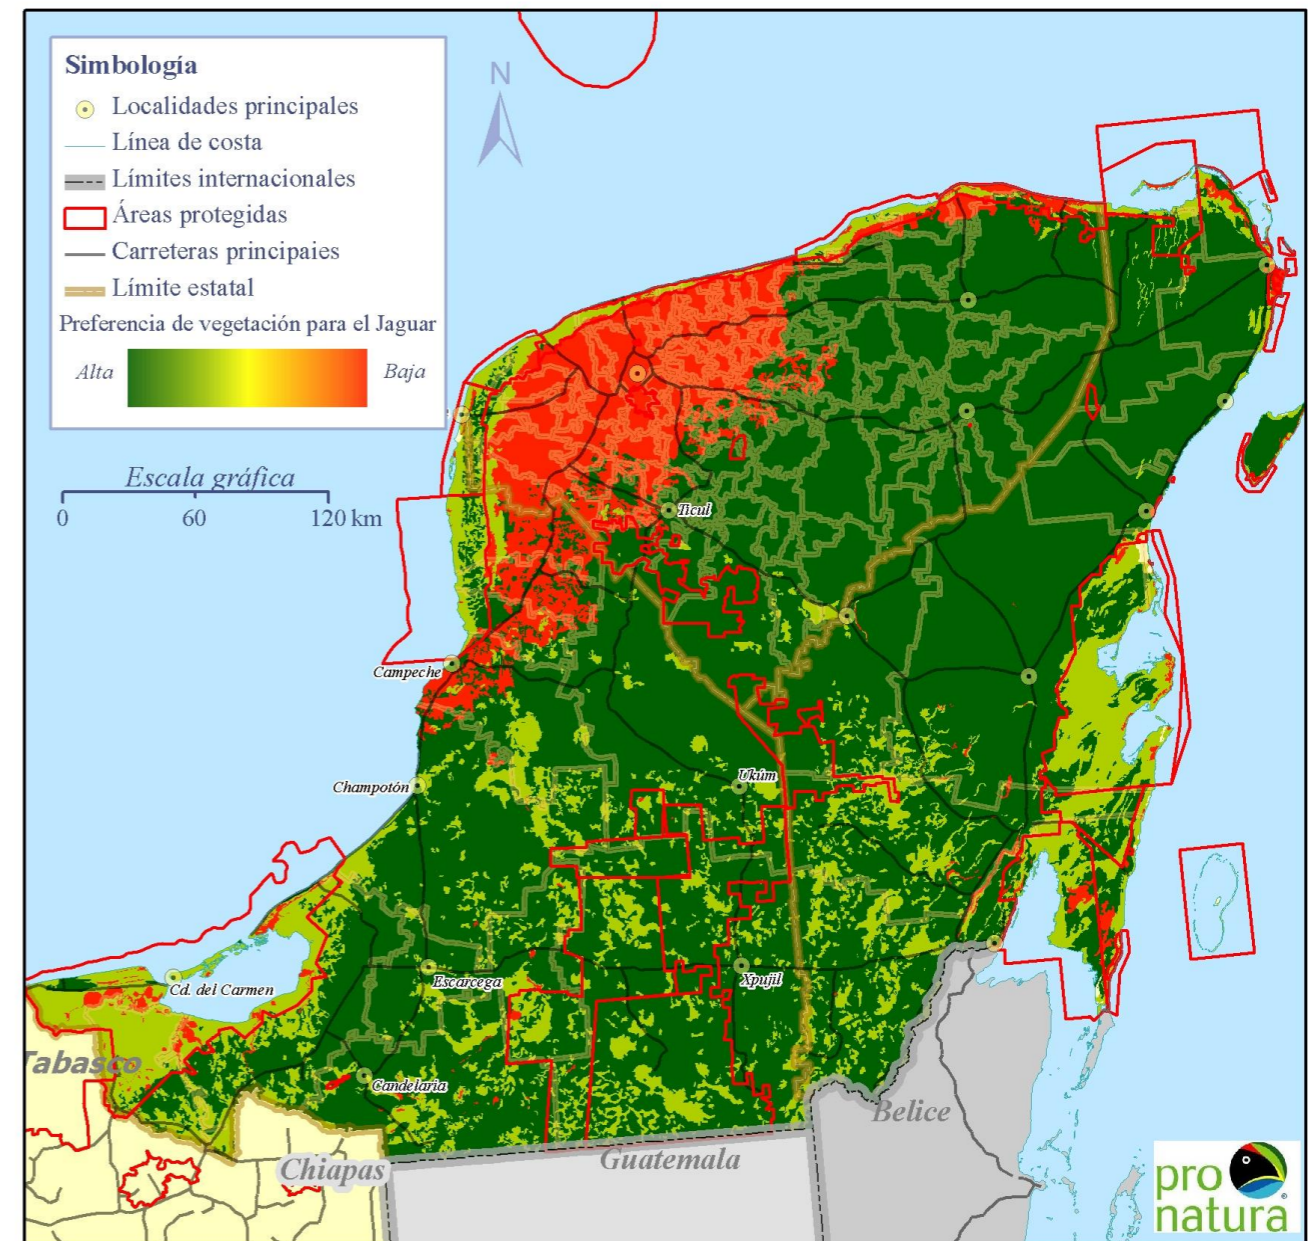 Simbología
Localidades principales
Línea de costa
Límites internacionales
Áreas protegidas
Carreteras principaies
Límite estatal
Preferencia de vegetación para el Jaguar
Alta
Baja
N
Escala gráfica
0 60 120 km
Ticul
Campeche
Champotón
Ukúm
Cd. del Carmen
Escarcega
Xpujil
Tabasco
Candelaria
Belice
Chiapas
Guatemala
pro
natura